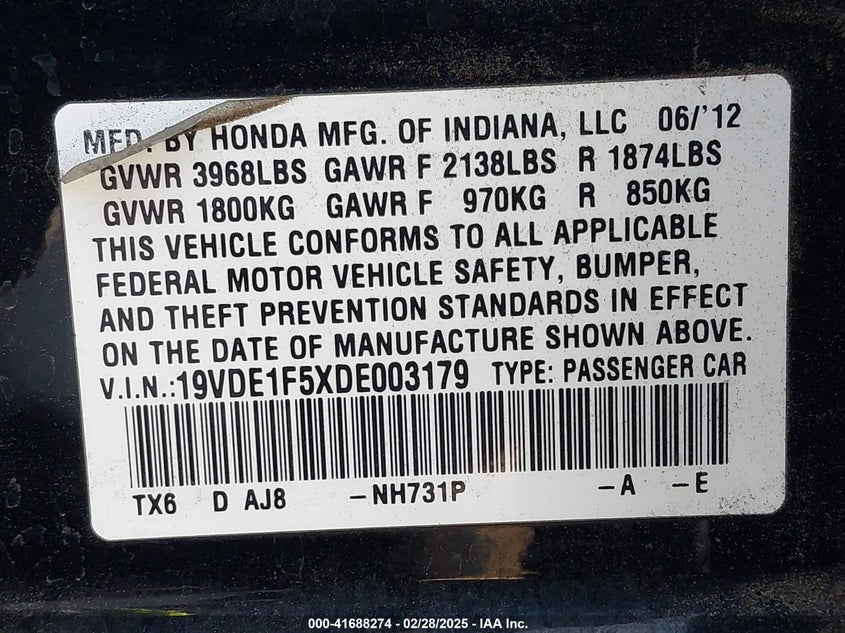 MFD. BY HONDA MFG. OF INDIANA, LLC 06/'12
GVWR 3968LBS GAWR F 2138LBS R 1874LBS
GVWR 1800KG GAWR F 970KG R 850KG
THIS VEHICLE CONFORMS TO ALL APPLICABLE
FEDERAL MOTOR VEHICLE SAFETY, BUMPER,
AND THEFT PREVENTION STANDARDS IN EFFECT
ON THE DATE OF MANUFACTURE SHOWN ABOVE.
V.I.N.:19VDE1F5XDE003179 TYPE: PASSENGER CAR
TX6 D AJ8 -NH731P -A -E
000-41688274 - 02/28/2025 - IAA Inc.